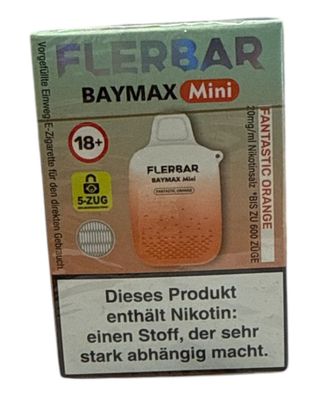 FLERBAR
BAYMAX Mini
Vorgefüllte Einweg-E-Zigarette
für den direkten Gebrauch.
18+
5-ZUG
FLERBAR
BAYMAX Mini
FANTASTIC ORANGE
FANTASTIC ORANGE
20mg/ml Nikotinsalz *BIS ZU 600 ZÜGE
Dieses Produkt
enthält Nikotin:
einen Stoff, der sehr
stark abhängig macht.